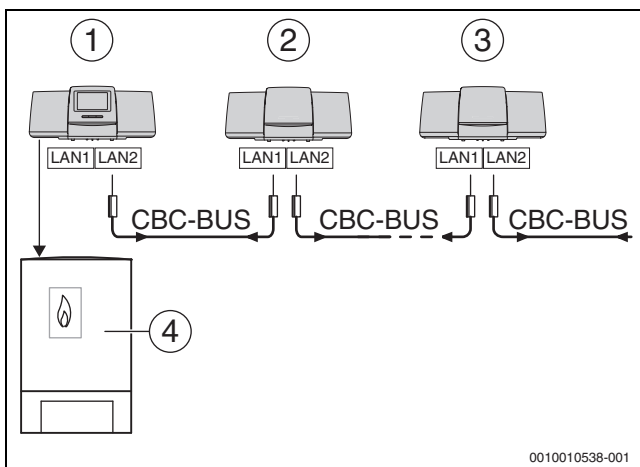 1 2 3
LAN1 LAN2 LAN1 LAN2 LAN1 LAN2
CBC-BUS CBC-BUS CBC-BUS
4
0010010538-001